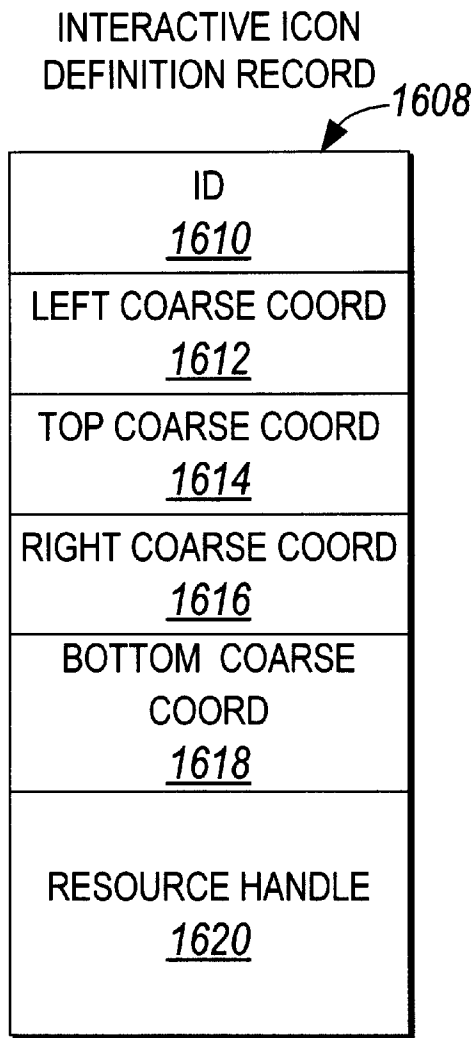 INTERACTIVE ICON
DEFINITION RECORD
1608
ID
1610
LEFT COARSE COORD
1612
TOP COARSE COORD
1614
RIGHT COARSE COORD
1616
BOTTOM COARSE
COORD
1618
RESOURCE HANDLE
1620